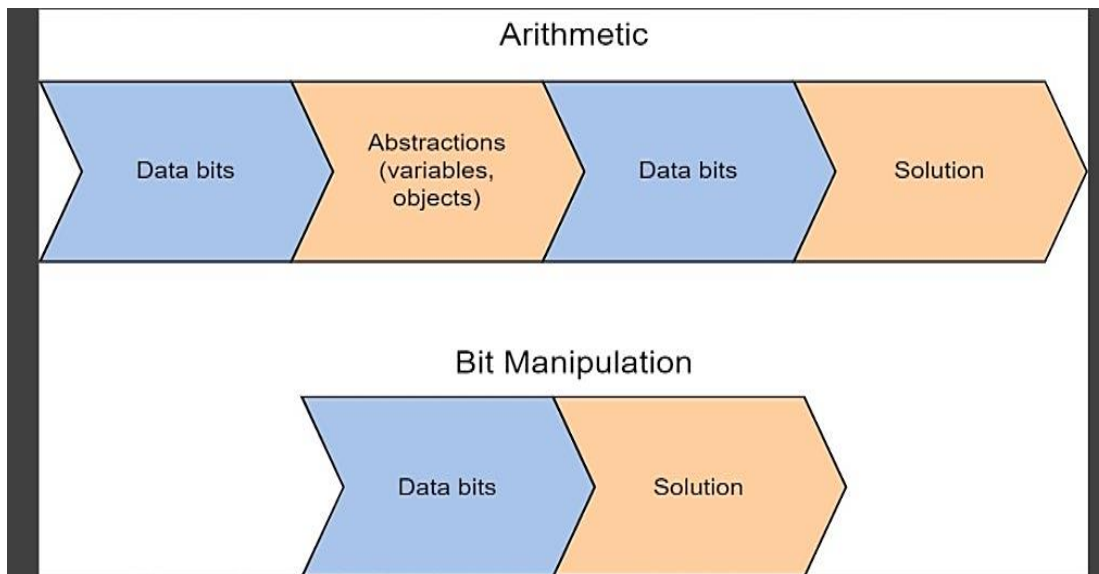 Arithmetic
Data bits
Abstractions
(variables,
objects)
Data bits
Solution
Bit Manipulation
Data bits
Solution